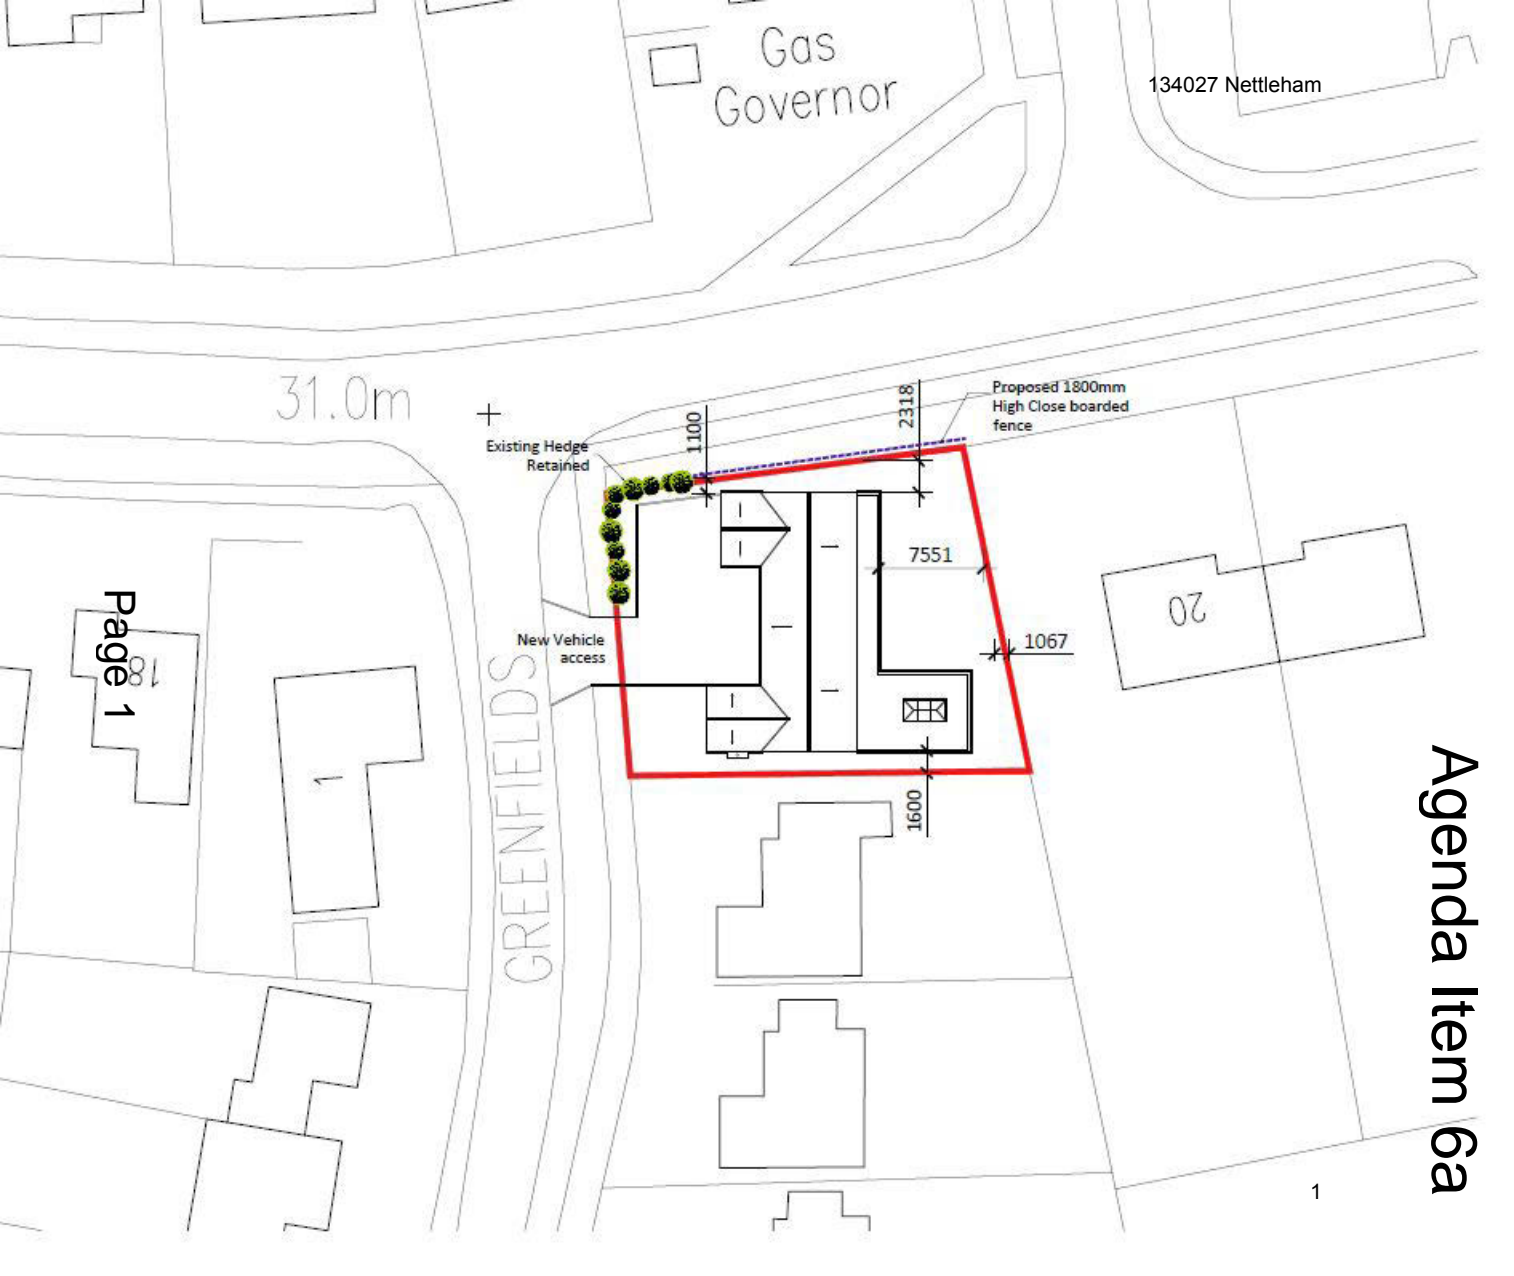 Gas
Governor
134027 Nettleham
31.0m
Existing Hedge
Retained
1100
2318
Proposed 1800mm
High Close boarded
fence
7551
1067
20
New Vehicle
access
1600
GREENFIELDS
18
1
Page 1
Agenda Item 6a
1